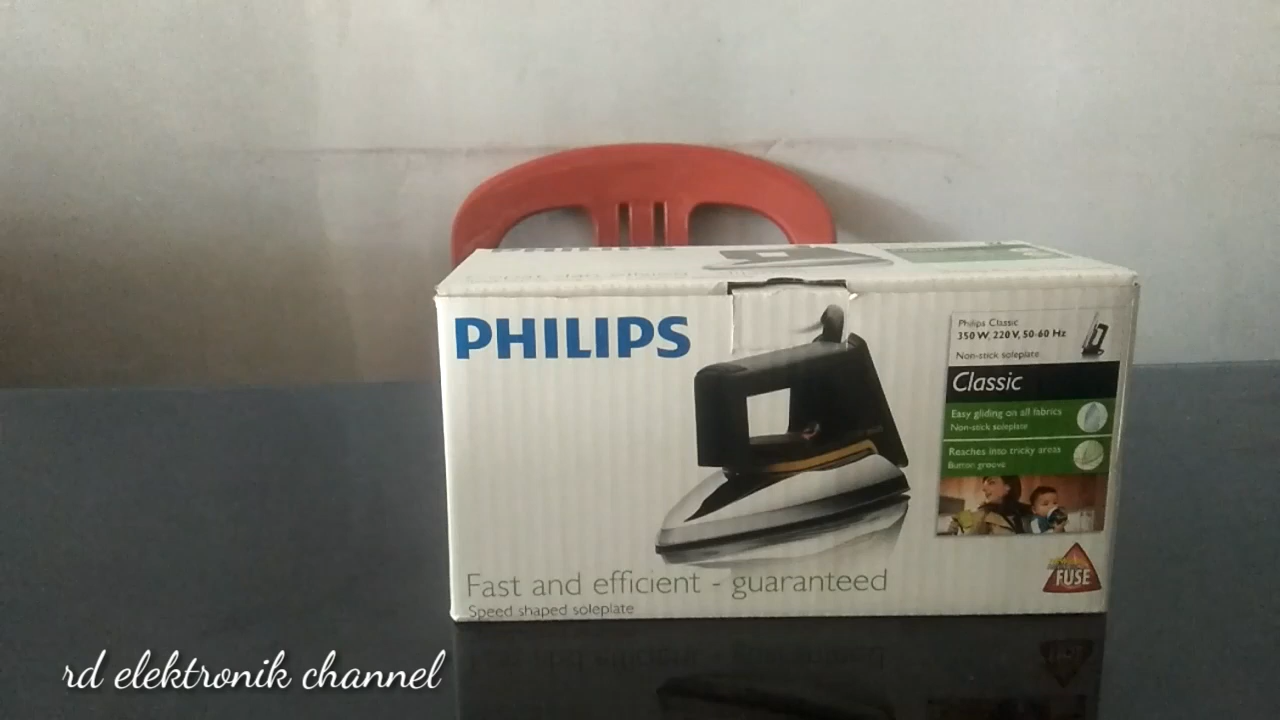 PHILIPS
Philips Classic
350 W, 220 V, 50-60 Hz
Non-stick soleplate
Classic
Easy gliding on all fabrics
Non-stick soleplate
Reaches into tricky areas
Button groove
FUSE
Fast and efficient - guaranteed
Speed shaped soleplate
rd elektronik channel